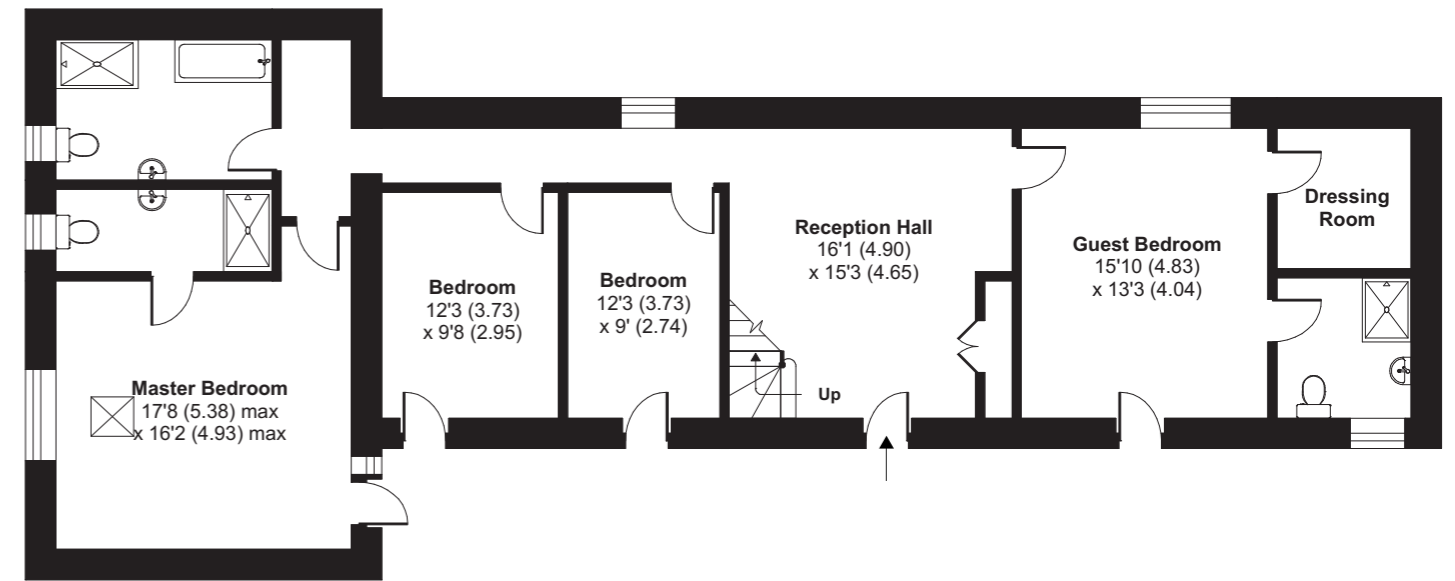 Reception Hall
16'1 (4.90)
x 15'3 (4.65)
Dressing
Room
Guest Bedroom
15'10 (4.83)
x 13'3 (4.04)
Bedroom
12'3 (3.73)
x 9'8 (2.95)
Bedroom
12'3 (3.73)
x 9' (2.74)
Master Bedroom
17'8 (5.38) max
x 16'2 (4.93) max
Up